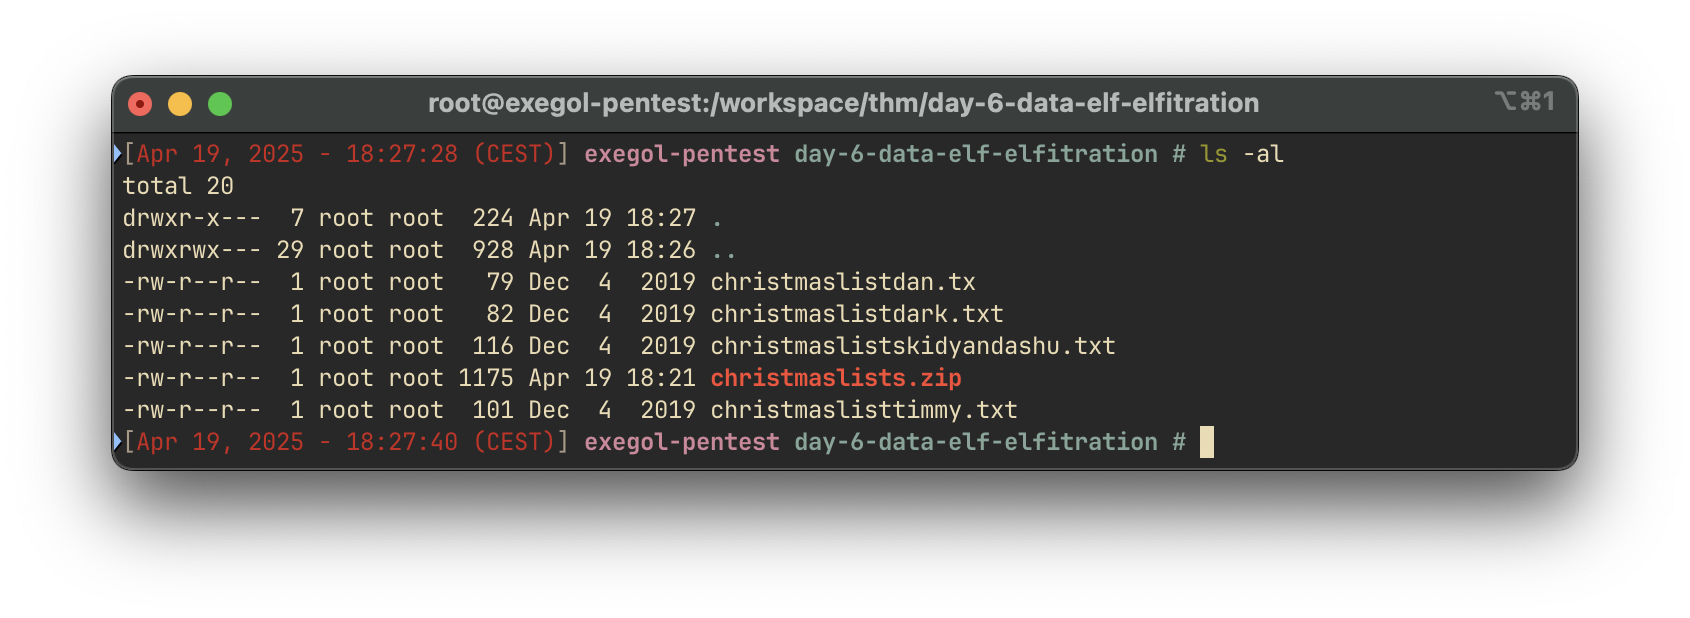 root@exegol-pentest:/workspace/thm/day-6-data-elf-elfitration ⌥⌘1
[Apr 19, 2025 - 18:27:28 (CEST)] exegol-pentest day-6-data-elf-elfitration # ls -al
total 20
drwxr-x---  7 root root  224 Apr 19 18:27 .
drwxrwx--- 29 root root  928 Apr 19 18:26 ..
-rw-r--r--  1 root root   79 Dec  4  2019 christmaslistdan.tx
-rw-r--r--  1 root root   82 Dec  4  2019 christmaslistdark.txt
-rw-r--r--  1 root root  116 Dec  4  2019 christmaslistskidyandashu.txt
-rw-r--r--  1 root root 1175 Apr 19 18:21 christmaslists.zip
-rw-r--r--  1 root root  101 Dec  4  2019 christmaslisttimmy.txt
[Apr 19, 2025 - 18:27:40 (CEST)] exegol-pentest day-6-data-elf-elfitration #